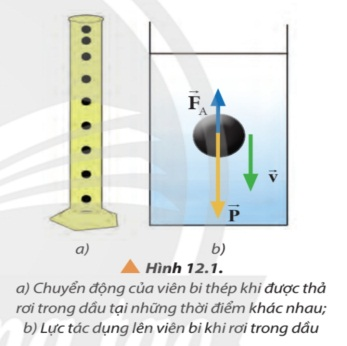 F⃗_A
v⃗
P⃗
a) b)
Hình 12.1.
a) Chuyển động của viên bi thép khi được thả
rơi trong dầu tại những thời điểm khác nhau;
b) Lực tác dụng lên viên bi khi rơi trong dầu